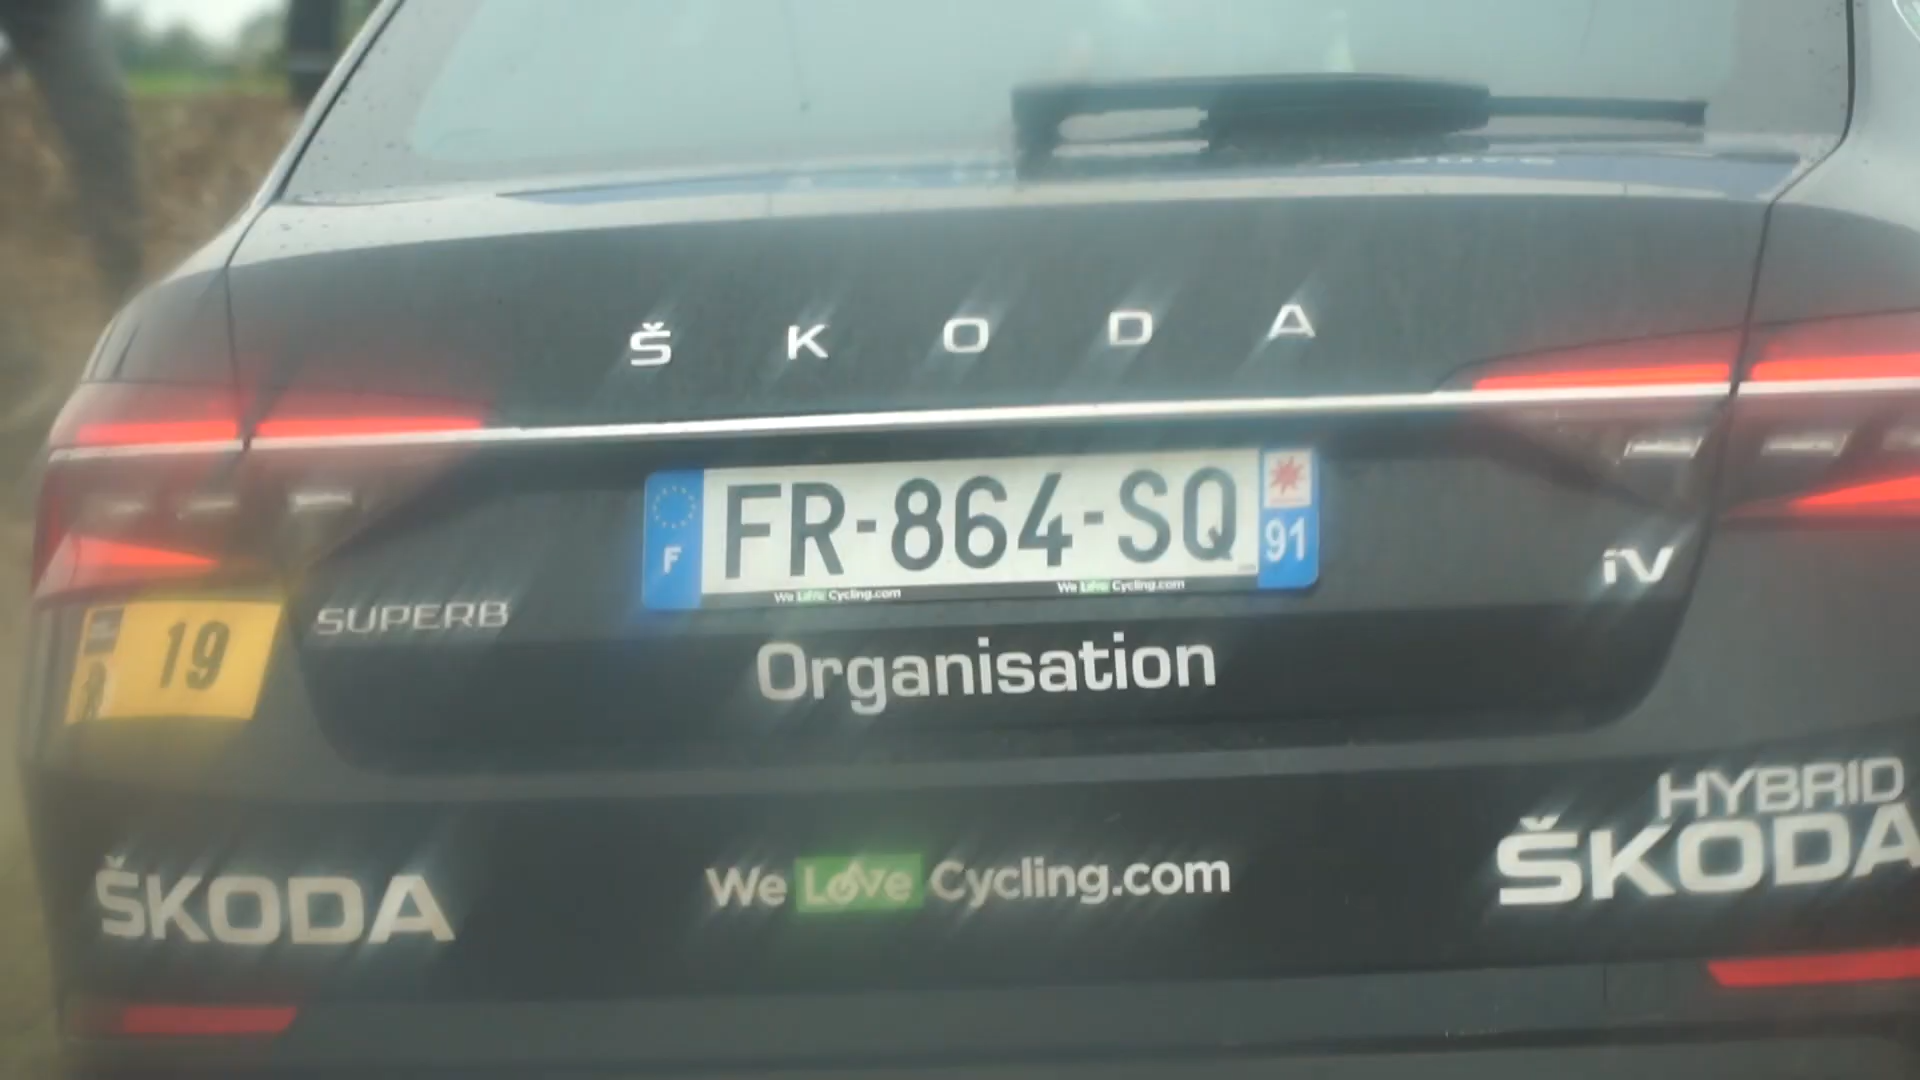 ŠKODA
F
FR-864-SQ
91
We Love Cycling.com
We Love Cycling.com
iV
SUPERB
19
Organisation
HYBRID
ŠKODA
ŠKODA
We Love Cycling.com